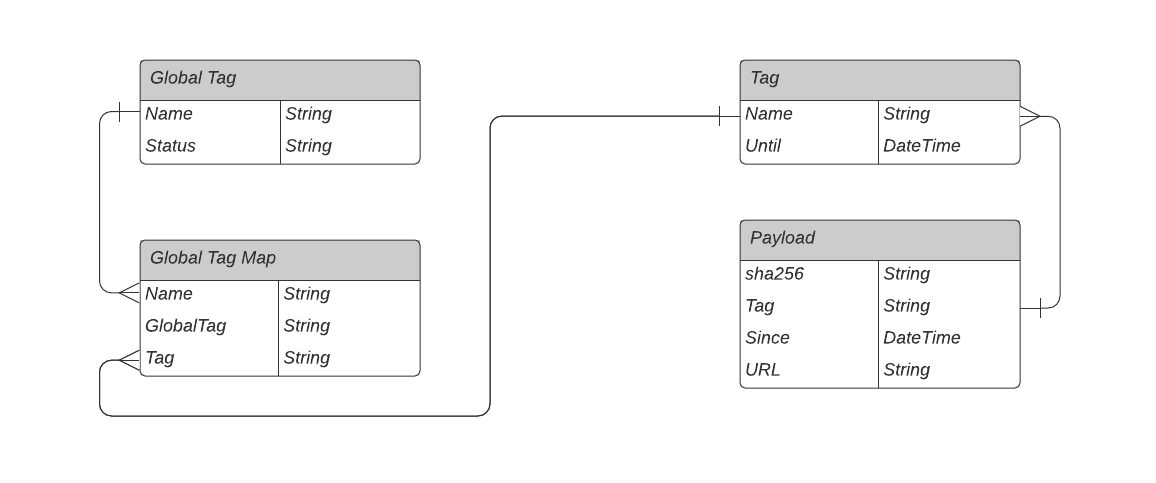 Global Tag
Name String
Status String
Global Tag Map
Name String
GlobalTag String
Tag String
Tag
Name String
Until DateTime
Payload
sha256 String
Tag String
Since DateTime
URL String